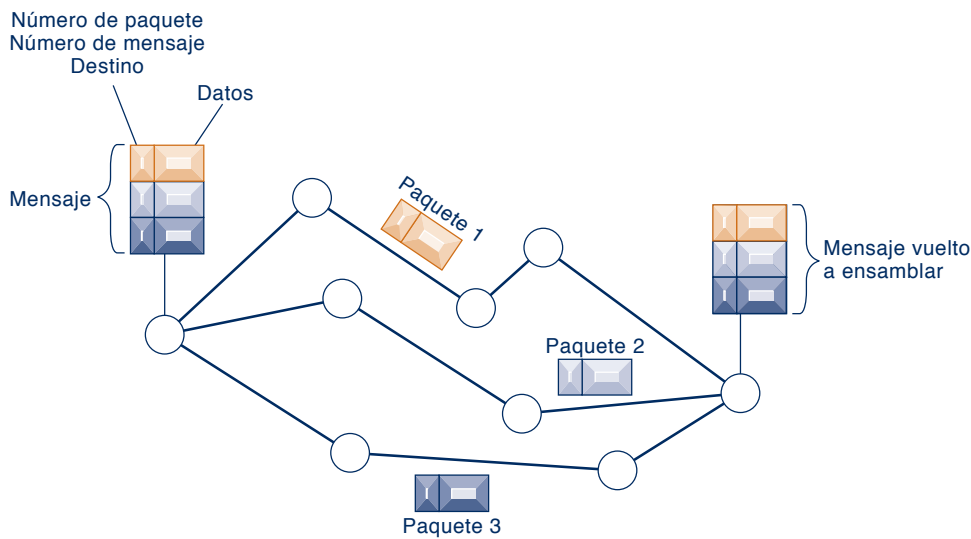 Número de paquete
Número de mensaje
Destino
Datos
Mensaje
Paquete 1
Mensaje vuelto
a ensamblar
Paquete 2
Paquete 3